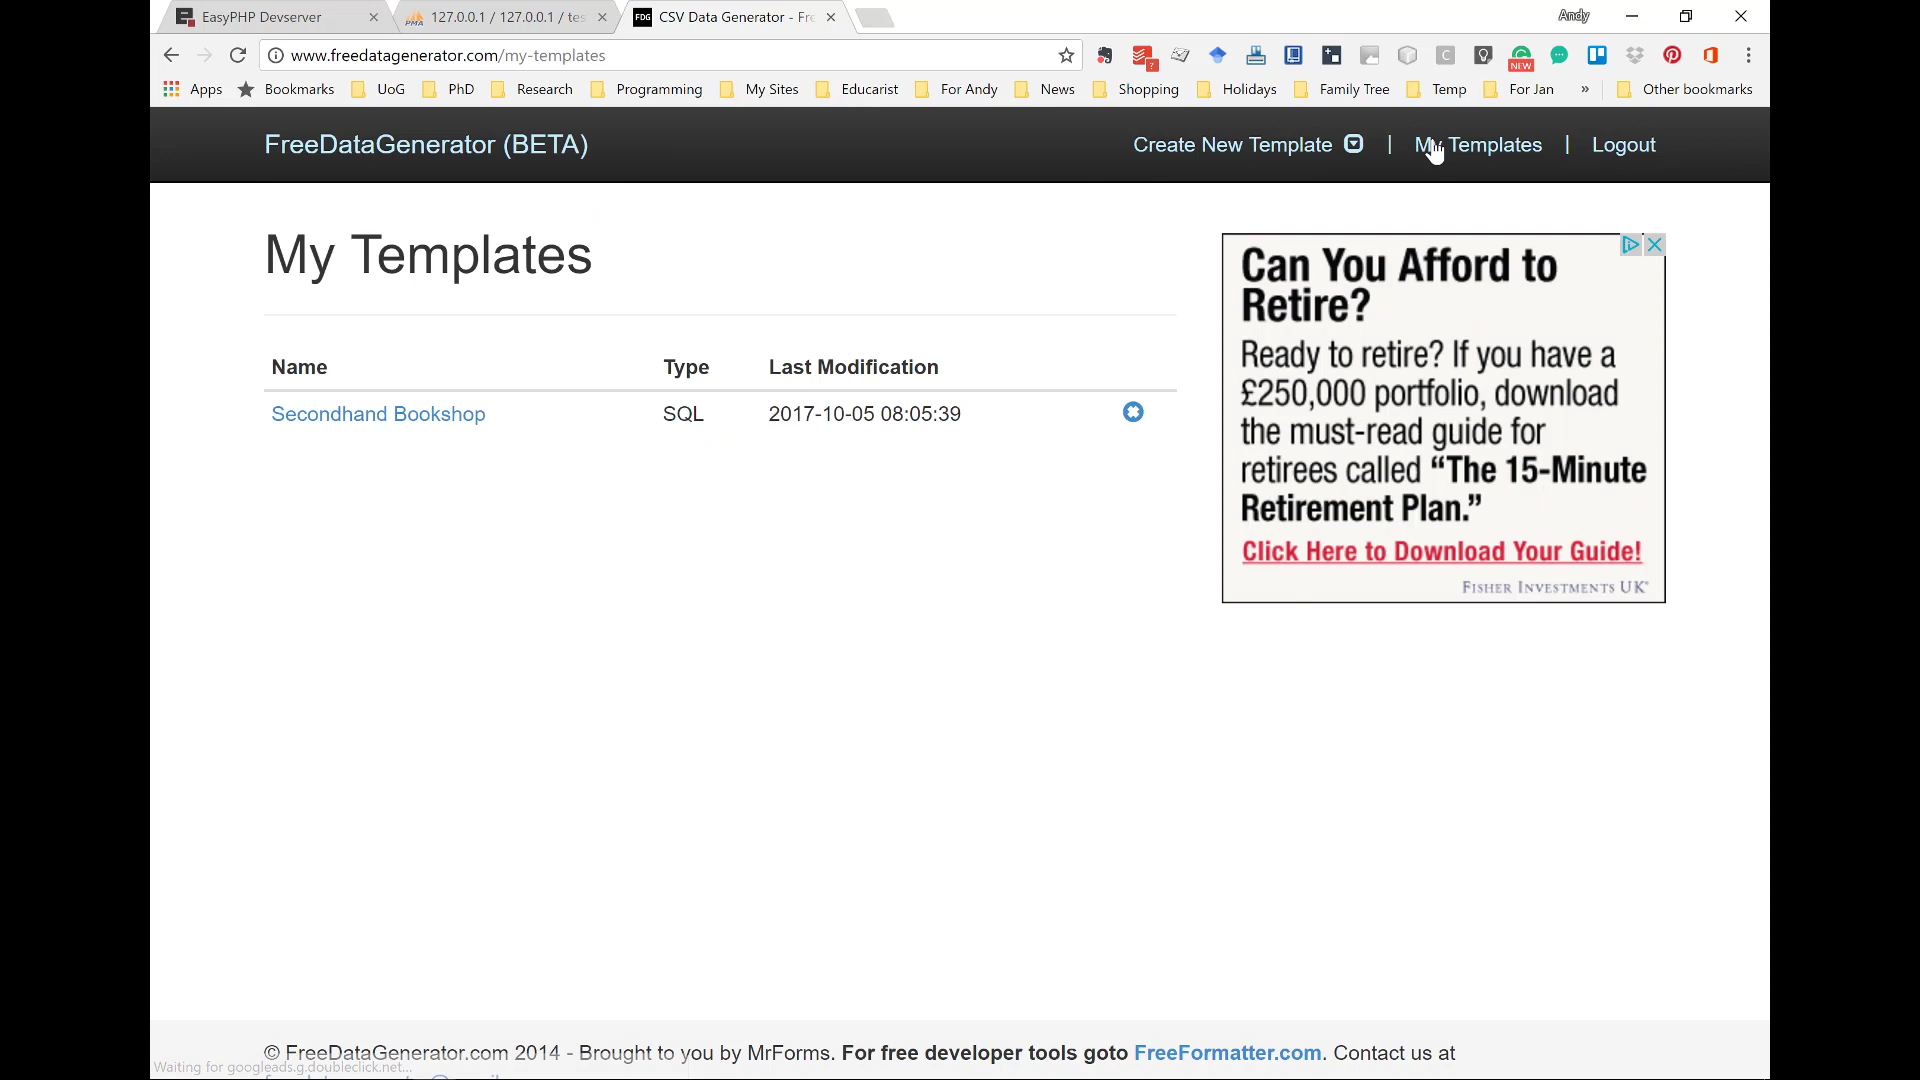 EasyPHP Devserver
127.0.0.1 / 127.0.0.1 / tes
FDG CSV Data Generator - Fre
Andy
www.freedatagenerator.com/my-templates
?
NEW
Apps Bookmarks UoG PhD Research Programming My Sites Educarist For Andy News Shopping Holidays Family Tree Temp For Jan » Other bookmarks
FreeDataGenerator (BETA)
Create New Template | My Templates | Logout
My Templates
Name Type Last Modification
Secondhand Bookshop SQL 2017-10-05 08:05:39
Can You Afford to
Retire?
Ready to retire? If you have a
£250,000 portfolio, download
the must-read guide for
retirees called “The 15-Minute
Retirement Plan.”
Click Here to Download Your Guide!
FISHER INVESTMENTS UK
© FreeDataGenerator.com 2014 - Brought to you by MrForms. For free developer tools goto FreeFormatter.com. Contact us at
Waiting for googleads.g.doubleclick.net...